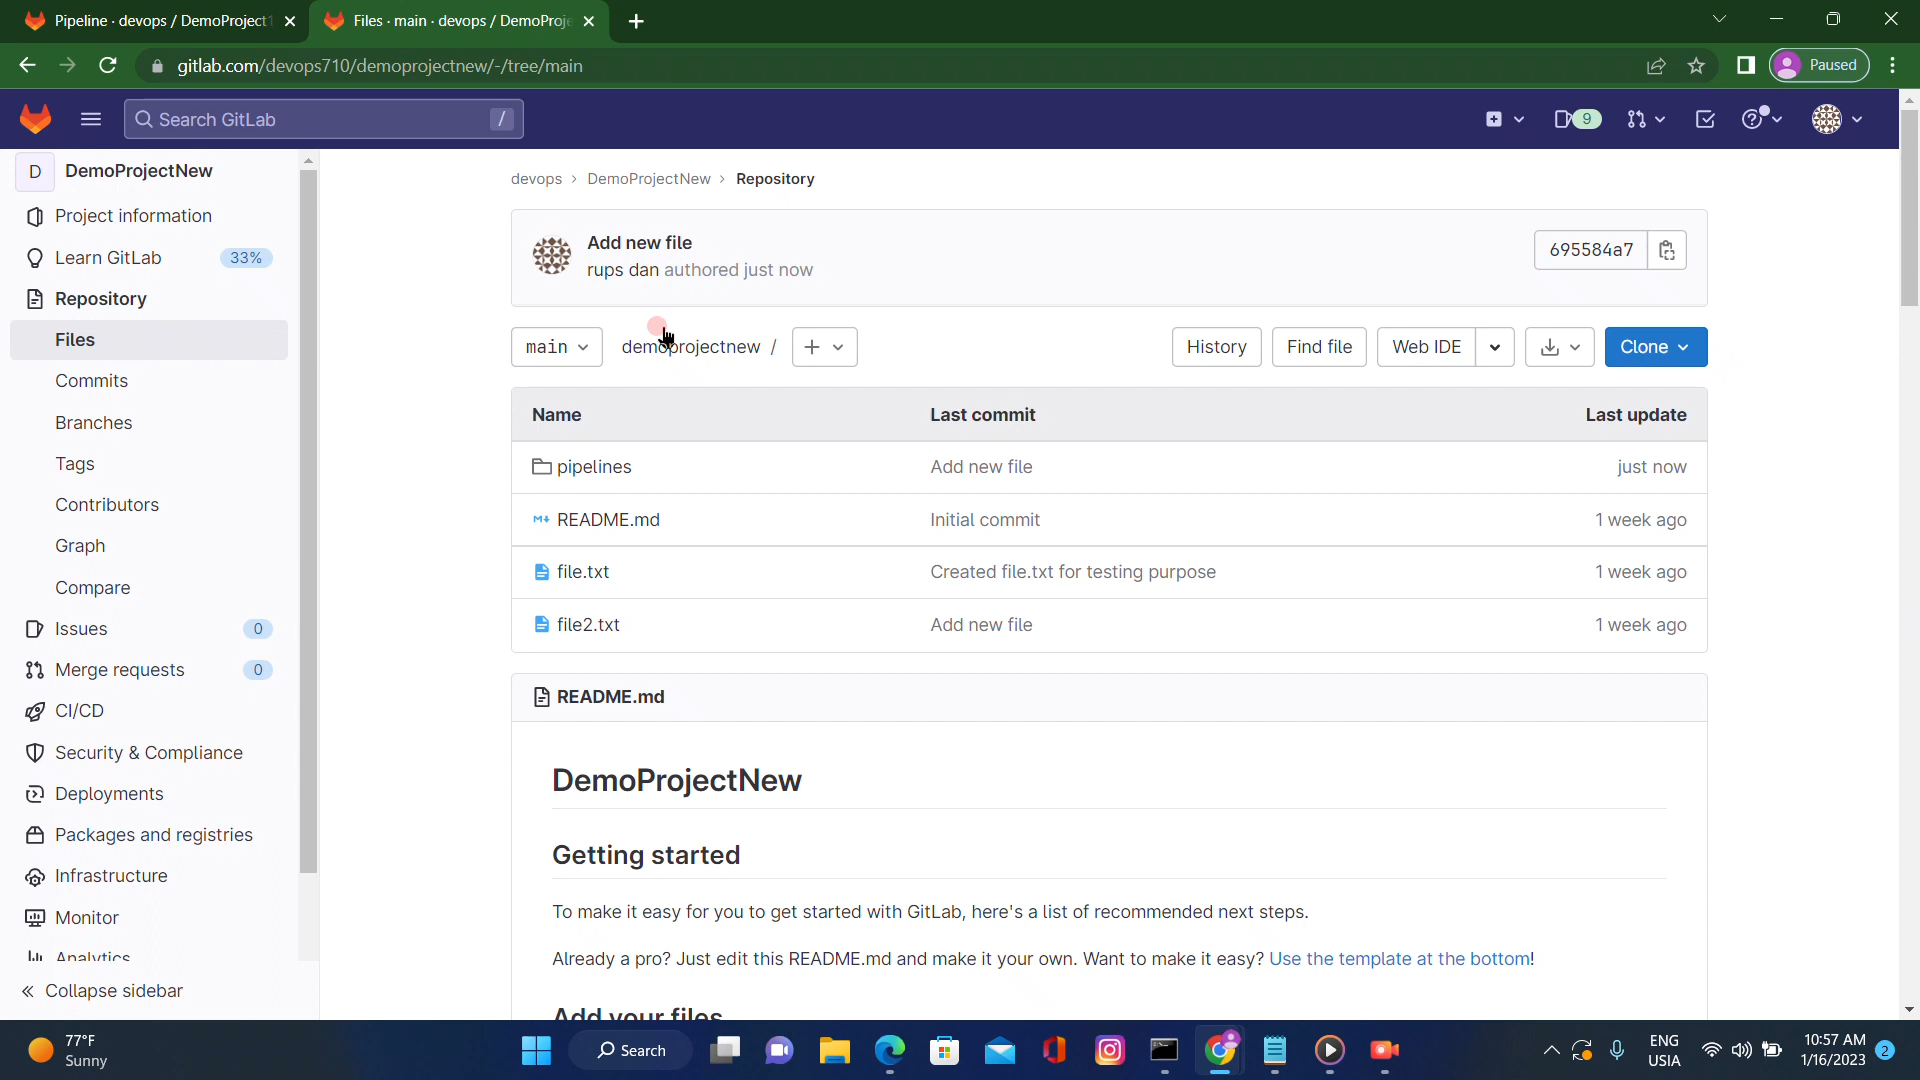 Pipeline · devops / DemoProject
Files · main · devops / DemoProje
gitlab.com/devops710/demoprojectnew/-/tree/main
Paused
Search GitLab
/
9
D
DemoProjectNew
Project information
Learn GitLab
33%
Repository
Files
Commits
Branches
Tags
Contributors
Graph
Compare
Issues
0
Merge requests
0
CI/CD
Security & Compliance
Deployments
Packages and registries
Infrastructure
Monitor
Analytics
« Collapse sidebar
devops > DemoProjectNew > Repository
Add new file
rups dan authored just now
695584a7
main
demoprojectnew /
+
History
Find file
Web IDE
Clone
Name
Last commit
Last update
pipelines
Add new file
just now
README.md
Initial commit
1 week ago
file.txt
Created file.txt for testing purpose
1 week ago
file2.txt
Add new file
1 week ago
README.md
DemoProjectNew
Getting started
To make it easy for you to get started with GitLab, here's a list of recommended next steps.
Already a pro? Just edit this README.md and make it your own. Want to make it easy? Use the template at the bottom!
Add your files
77°F
Sunny
Search
ENG
USIA
10:57 AM
1/16/2023
2